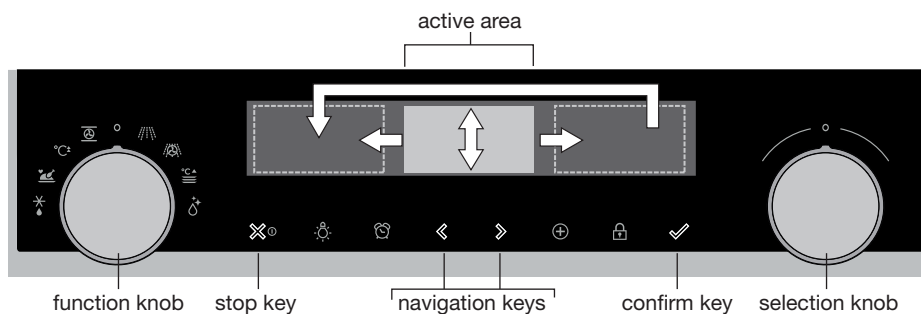 active area
°C
°C
function knob
stop key
navigation keys
confirm key
selection knob